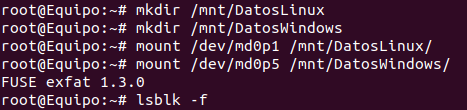 root@Equipo:~# mkdir /mnt/DatosLinux
root@Equipo:~# mkdir /mnt/DatosWindows
root@Equipo:~# mount /dev/md0p1 /mnt/DatosLinux/
root@Equipo:~# mount /dev/md0p5 /mnt/DatosWindows/
FUSE exfat 1.3.0
root@Equipo:~# lsblk -f